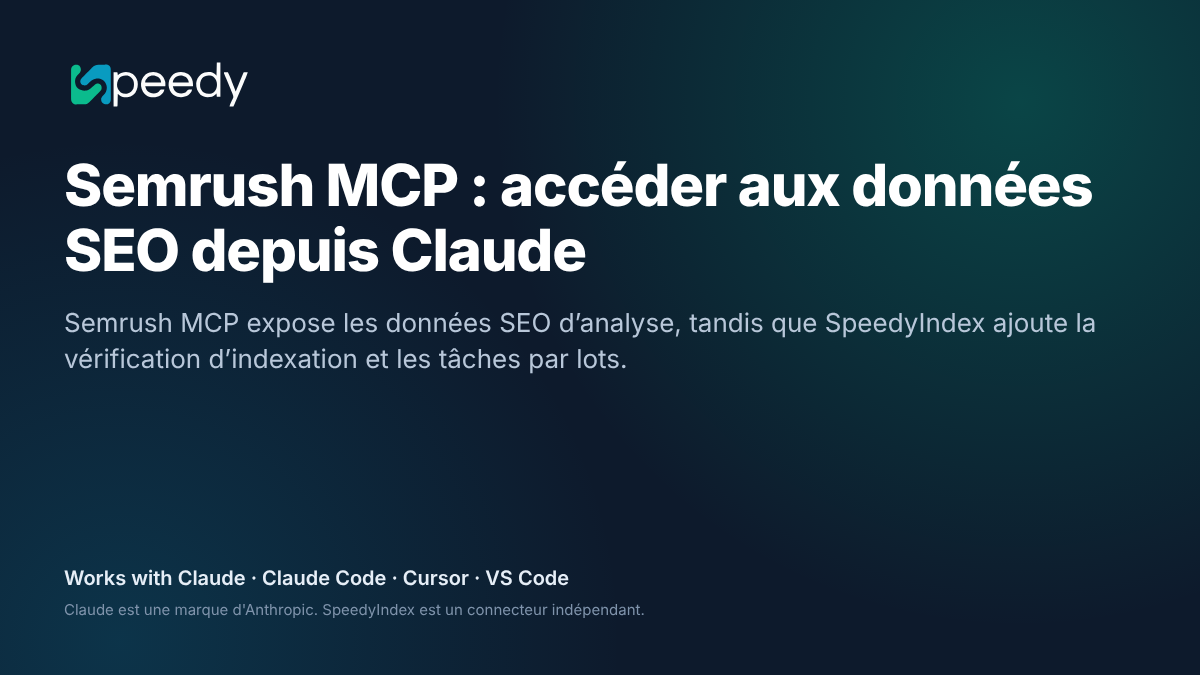 Speedy
Semrush MCP : accéder aux données
SEO depuis Claude
Semrush MCP expose les données SEO d’analyse, tandis que SpeedyIndex ajoute la
vérification d’indexation et les tâches par lots.
Works with Claude · Claude Code · Cursor · VS Code
Claude est une marque d'Anthropic. SpeedyIndex est un connecteur indépendant.